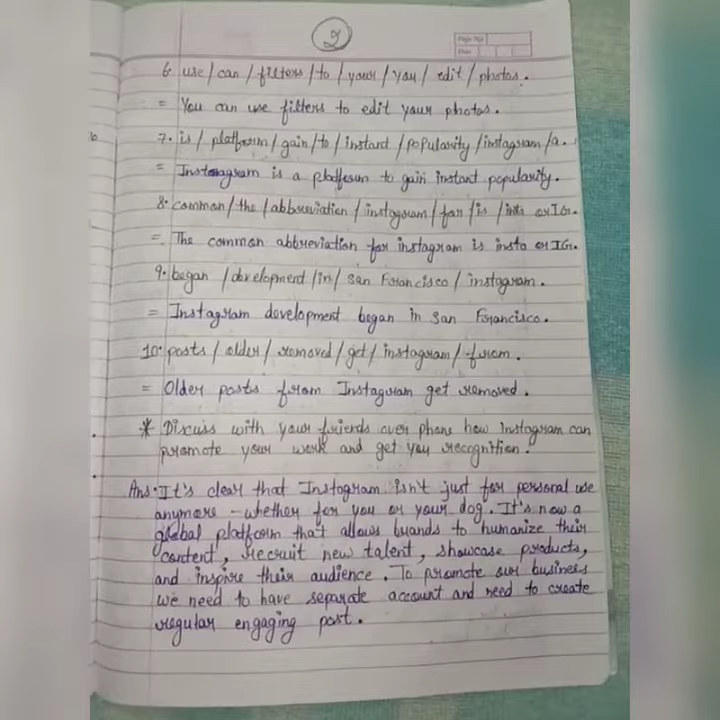 2
Page No.
Date
6. use / can / filters / to / your / you / edit / photos.
= You can use filters to edit your photos.
7. is / platform / gain / to / instant / popularity / instagram / a.
= Instagram is a platform to gain instant popularity.
8. common / the / abbreviation / instagram / for / is / insta or IG.
= The common abbreviation for instagram is insta or IG.
9. began / development / in / San Francisco / instagram.
= Instagram development began in San Francisco.
10. posts / older / removed / get / instagram / from.
= Older posts from Instagram get removed.
* Discuss with your friends over phone how Instagram can
promote your work and get you recognition.
Ans. It's clear that Instagram isn't just for personal use
anymore - whether for you or your dog. It's now a
global platform that allows brands to humanize their
content, recruit new talent, showcase products,
and inspire their audience. To promote our business
we need to have separate account and need to create
regular engaging post.